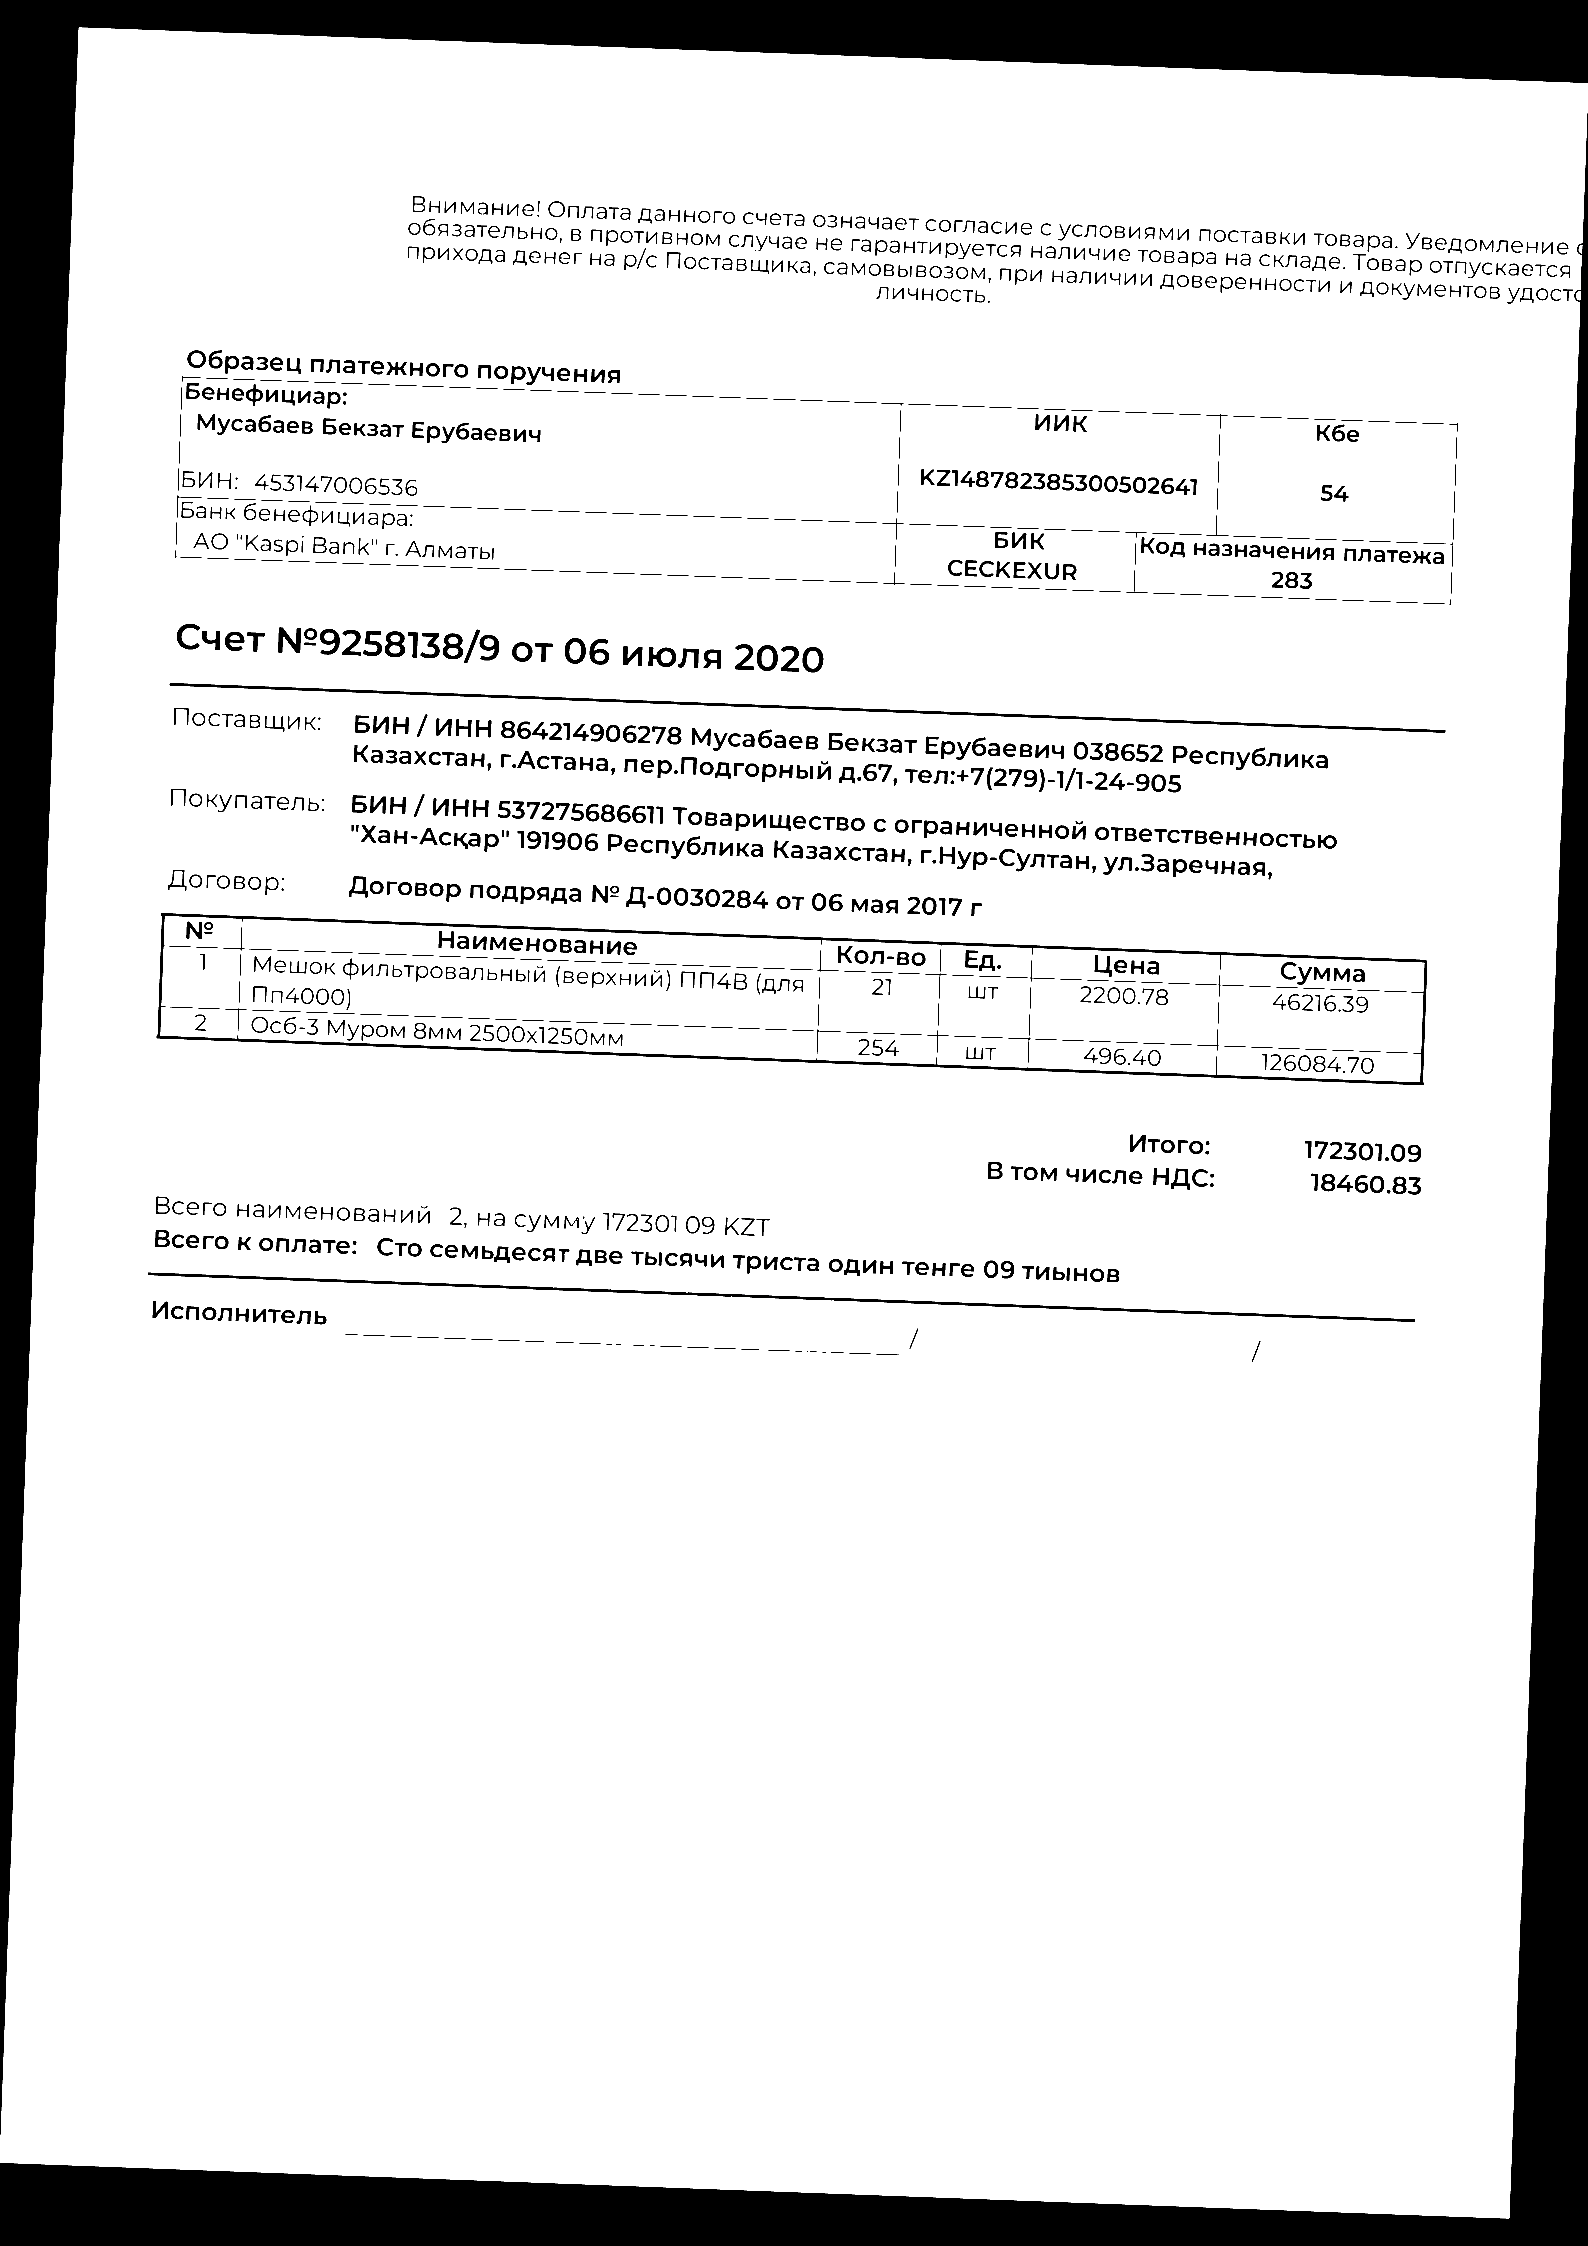 Внимание! Оплата данного счета означает согласие с условиями поставки товара. Уведомление
обязательно, в противном случае не гарантируется наличие товара на складе. Товар отпускается
прихода денег на р/с Поставщика, самовывозом, при наличии доверенности и документов удост
личность.
Образец платежного поручения
Бенефициар:
Мусабаев Бекзат Ерубаевич
ИИК
Кбе
БИН: 453147006536
KZ148782385300502641
54
Банк бенефициара:
АО "Kaspi Bank" г. Алматы
БИК
Код назначения платежа
CECKEXUR
283
Счет №9258138/9 от 06 июля 2020
Поставщик: БИН / ИНН 864214906278 Мусабаев Бекзат Ерубаевич 038652 Республика
Казахстан, г.Астана, пер.Подгорный д.67, тел:+7(279)-1/1-24-905
Покупатель: БИН / ИНН 537275686611 Товарищество с ограниченной ответственностью
"Хан-Асқар" 191906 Республика Казахстан, г.Нур-Султан, ул.Заречная,
Договор: Договор подряда № Д-0030284 от 06 мая 2017 г
№ Наименование Кол-во Ед. Цена Сумма
1 Мешок фильтровальный (верхний) ПП4В (для 21 шт 2200.78 46216.39
Пп4000)
2 Осб-3 Муром 8мм 2500х1250мм 254 шт 496.40 126084.70
Итого: 172301.09
В том числе НДС: 18460.83
Всего наименований 2, на сумму 172301 09 KZT
Всего к оплате: Сто семьдесят две тысячи триста один тенге 09 тиынов
Исполнитель / /